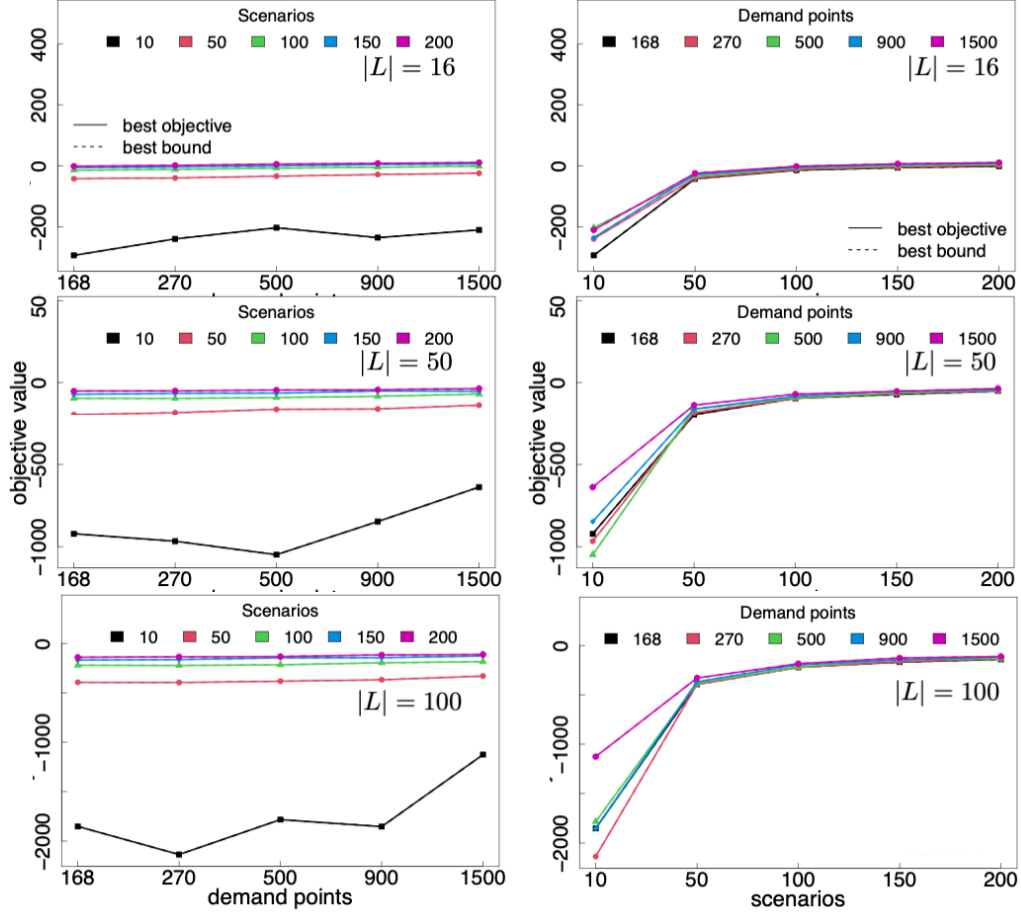 Scenarios
10 50 100 150 200
|L| = 16
best objective
best bound
400
200
0
−200
168 270 500 900 1500
Demand points
168 270 500 900 1500
|L| = 16
best objective
best bound
400
200
0
−200
10 50 100 150 200
Scenarios
10 50 100 150 200
|L| = 50
objective value
50
0
−500
−1000
168 270 500 900 1500
Demand points
168 270 500 900 1500
|L| = 50
objective value
50
0
−500
−1000
10 50 100 150 200
Scenarios
10 50 100 150 200
|L| = 100
0
−1000
−2000
168 270 500 900 1500
demand points
Demand points
168 270 500 900 1500
|L| = 100
0
−1000
−2000
10 50 100 150 200
scenarios